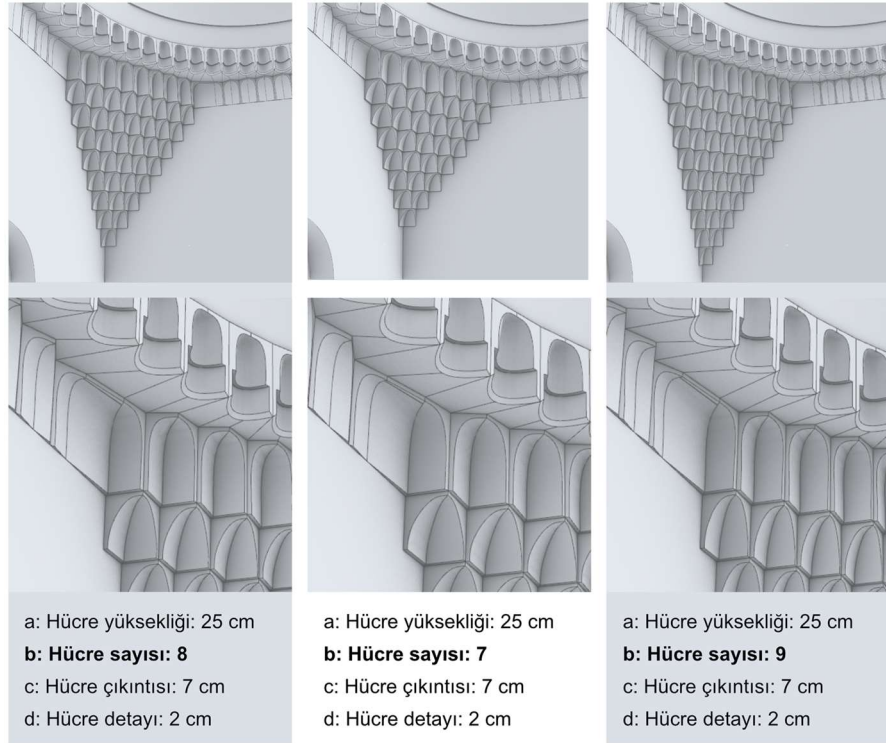 a: Hücre yüksekliği: 25 cm
b: Hücre sayısı: 8
c: Hücre çıkıntısı: 7 cm
d: Hücre detayı: 2 cm
a: Hücre yüksekliği: 25 cm
b: Hücre sayısı: 7
c: Hücre çıkıntısı: 7 cm
d: Hücre detayı: 2 cm
a: Hücre yüksekliği: 25 cm
b: Hücre sayısı: 9
c: Hücre çıkıntısı: 7 cm
d: Hücre detayı: 2 cm